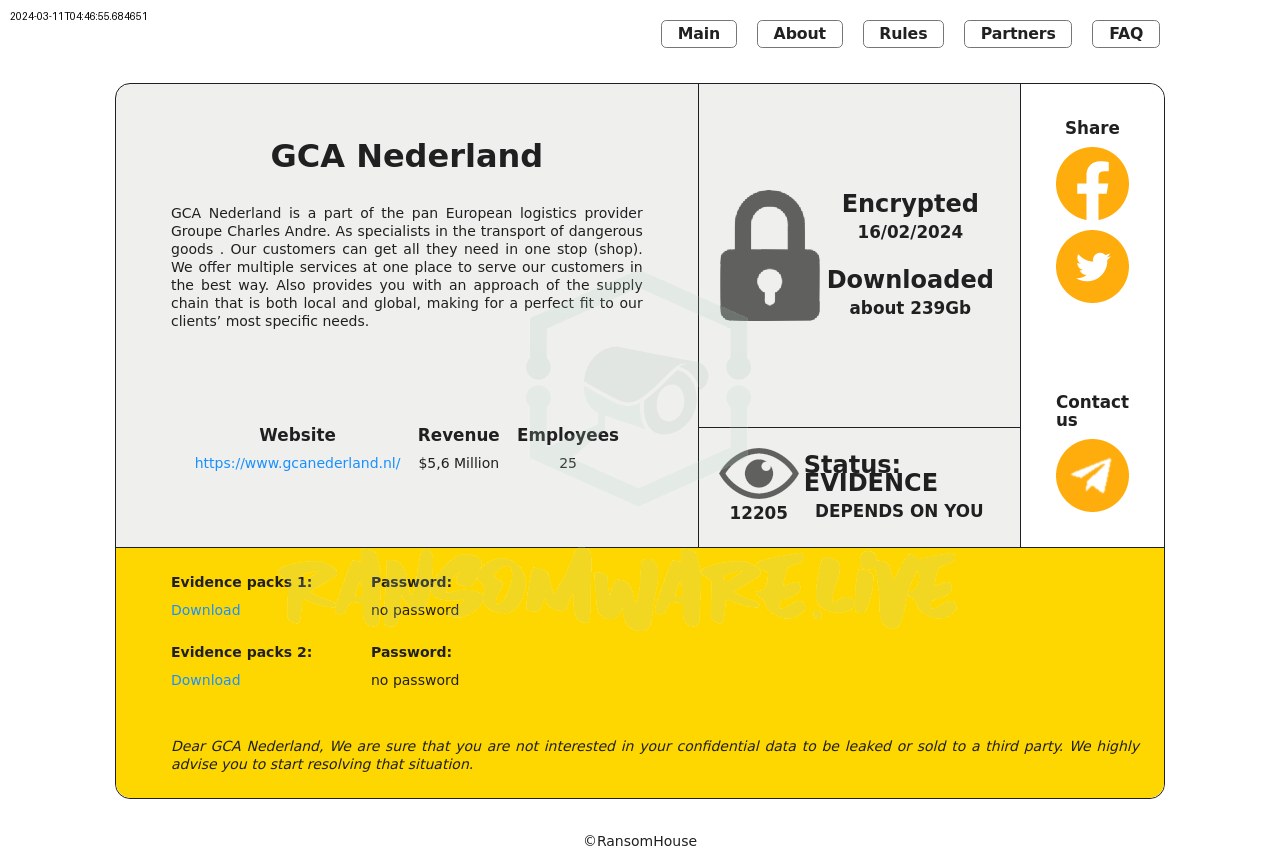 2024-03-11T04:46:55.684651
Main About Rules Partners FAQ
GCA Nederland
GCA Nederland is a part of the pan European logistics provider
Groupe Charles Andre. As specialists in the transport of dangerous
goods . Our customers can get all they need in one stop (shop).
We offer multiple services at one place to serve our customers in
the best way. Also provides you with an approach of the supply
chain that is both local and global, making for a perfect fit to our
clients’ most specific needs.
Website Revenue Employees
https://www.gcanederland.nl/ $5,6 Million 25
Encrypted
16/02/2024
Downloaded
about 239Gb
Status:
EVIDENCE
12205 DEPENDS ON YOU
Share
Contact
us
RANSOMWARE.LIVE
Evidence packs 1: Password:
Download no password
Evidence packs 2: Password:
Download no password
Dear GCA Nederland, We are sure that you are not interested in your confidential data to be leaked or sold to a third party. We highly
advise you to start resolving that situation.
©RansomHouse